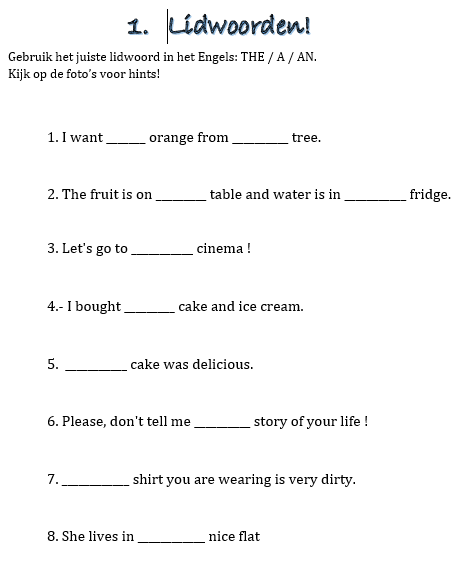 1. Lidwoorden!
Gebruik het juiste lidwoord in het Engels: THE / A / AN.
Kijk op de foto's voor hints!
1. I want ______ orange from _________ tree.
2. The fruit is on ________ table and water is in __________ fridge.
3. Let's go to __________ cinema !
4.- I bought ________ cake and ice cream.
5. __________ cake was delicious.
6. Please, don't tell me _________ story of your life !
7. ___________ shirt you are wearing is very dirty.
8. She lives in ___________ nice flat